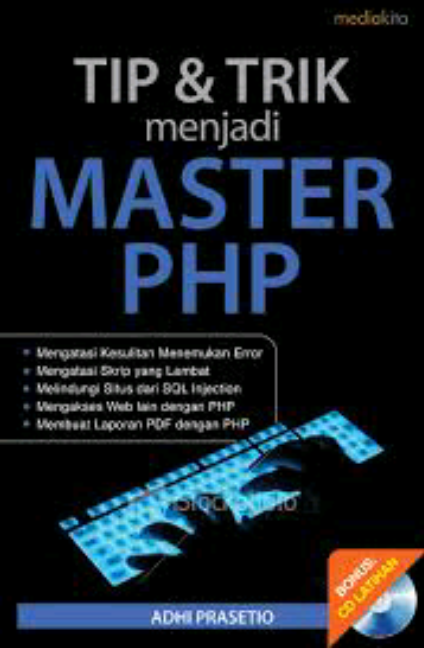 mediakita
TIP & TRIK
menjadi
MASTER
PHP
Mengatasi Kesulitan Menemukan Error
Mengatasi Skrip yang Lambat
Melindungi Situs dari SQL Injection
Mengakses Web lain dengan PHP
Membuat Laporan PDF dengan PHP
iStockphoto
BONUS:
CD LATIHAN
ADHI PRASETIO